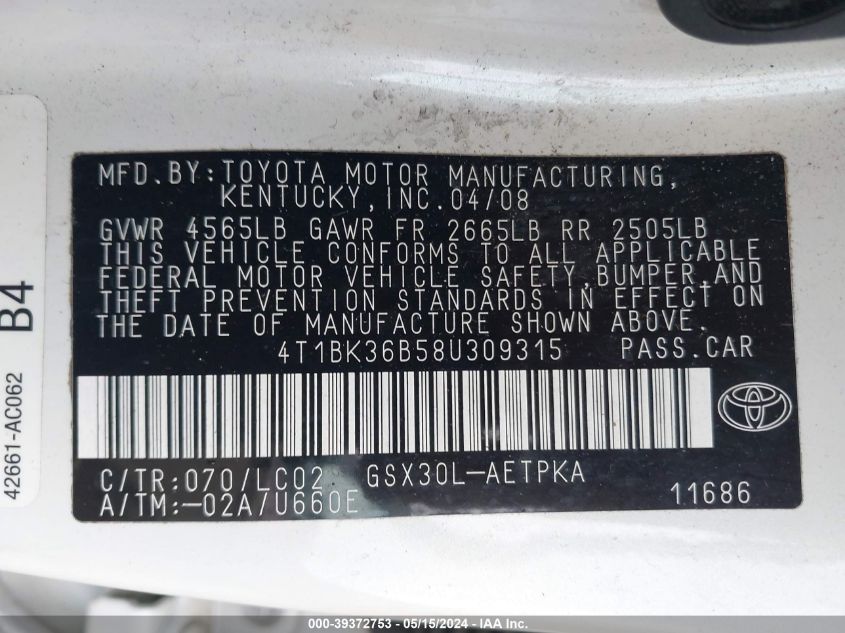 MFD.BY:TOYOTA MOTOR MANUFACTURING,
KENTUCKY, INC.04/08
GVWR 4565LB GAWR FR 2665LB RR 2505LB
THIS VEHICLE CONFORMS TO ALL APPLICABLE
FEDERAL MOTOR VEHICLE SAFETY,BUMPER,AND
THEFT PREVENTION STANDARDS IN EFFECT ON
THE DATE OF MANUFACTURE SHOWN ABOVE.
4T1BK36B58U309315 PASS.CAR
C/TR:070/LC02 GSX30L-AETPKA
A/TM:-02A/U660E 11686
42661-AC062 B4
000-39372753 - 05/15/2024 - IAA Inc.